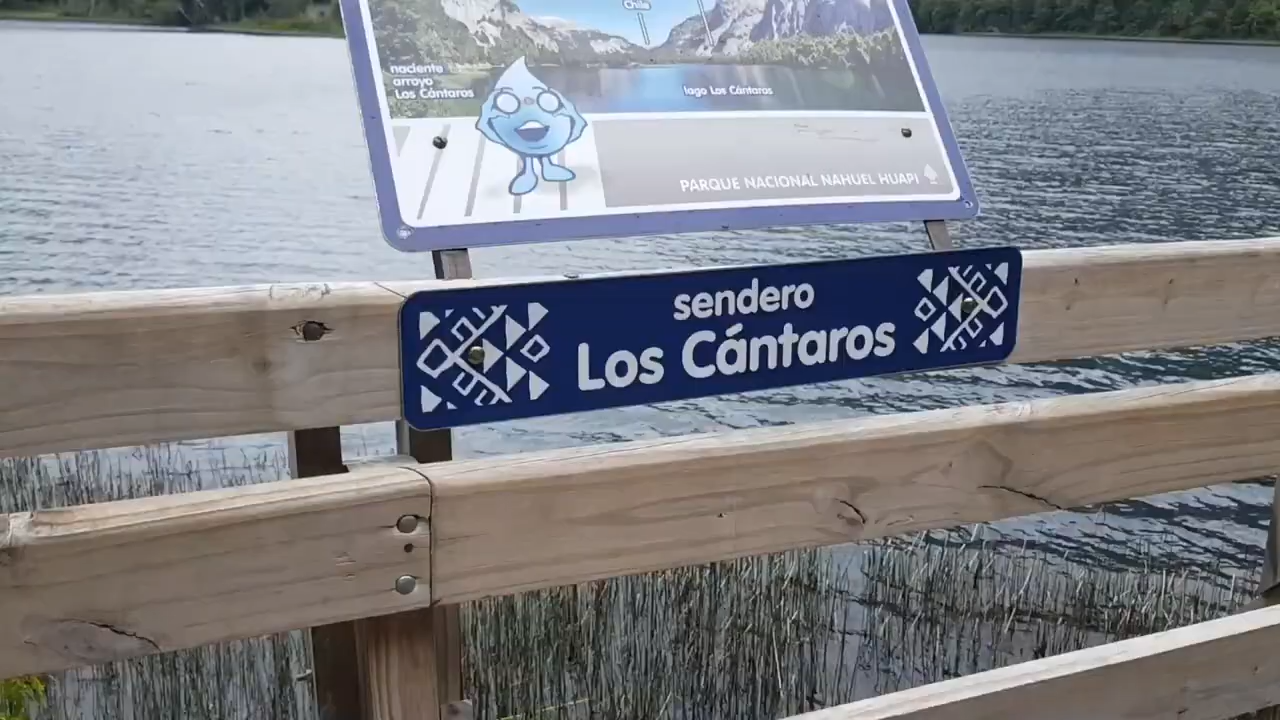 Chile
naciente
arroyo
Los Cántaros
lago Los Cántaros
PARQUE NACIONAL NAHUEL HUAPI
sendero
Los Cántaros